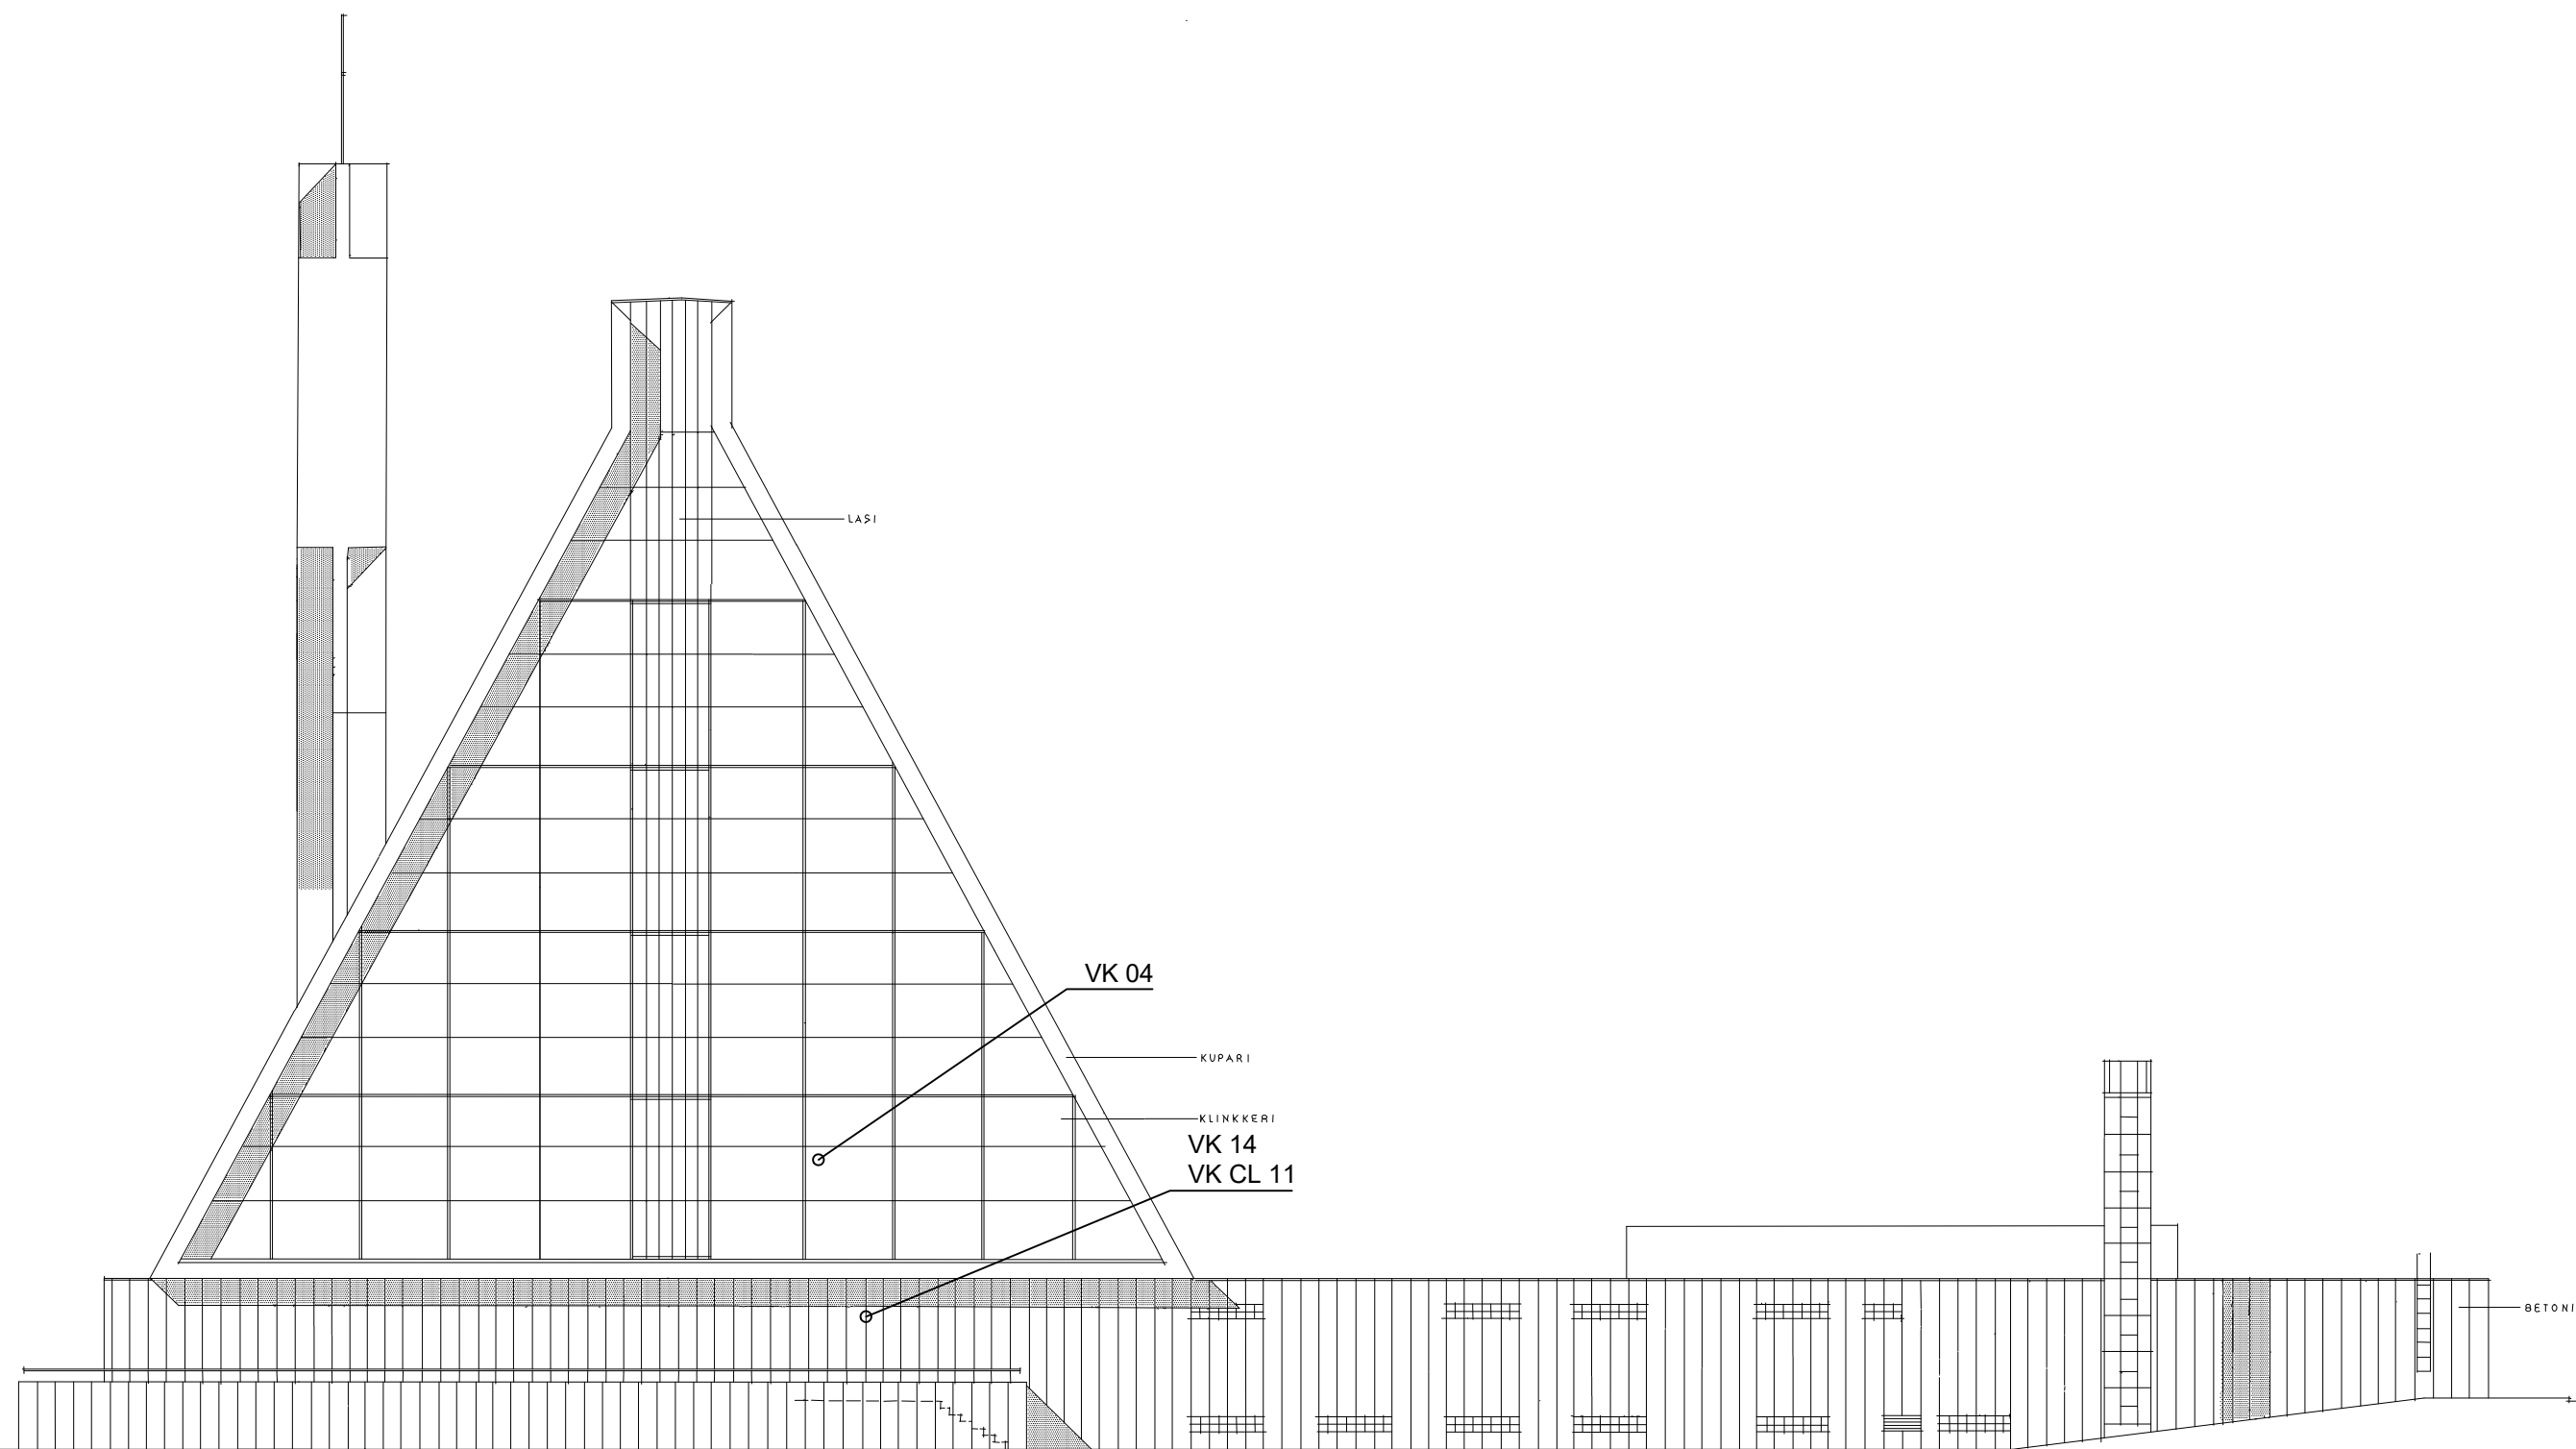 LASI
VK 04
KUPARI
KLINKKERI
VK 14
VK CL 11
BETONI